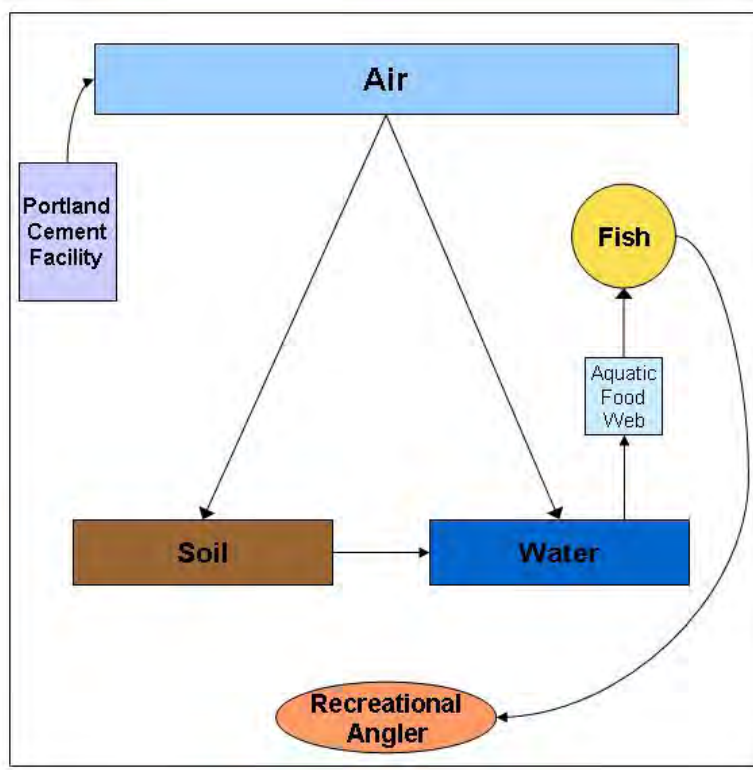 Air
Portland
Cement
Facility
Fish
Aquatic
Food
Web
Soil
Water
Recreational
Angler